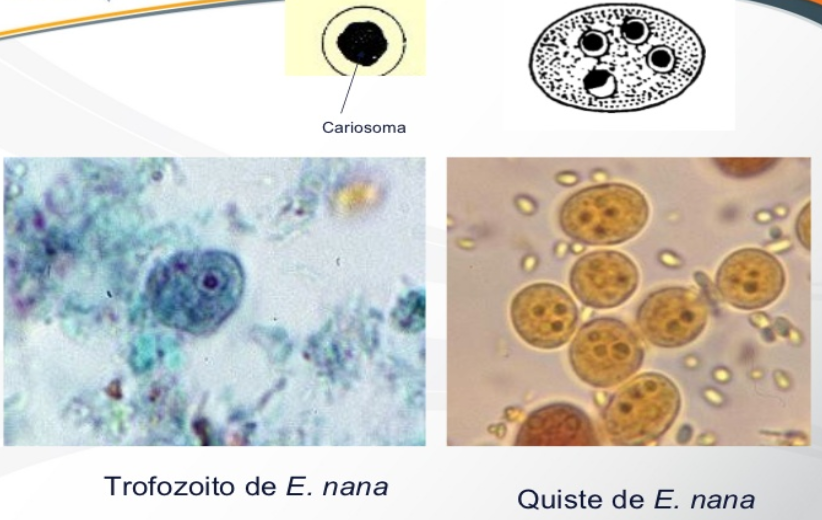 Cariosoma
Trofozoito de E. nana
Quiste de E. nana